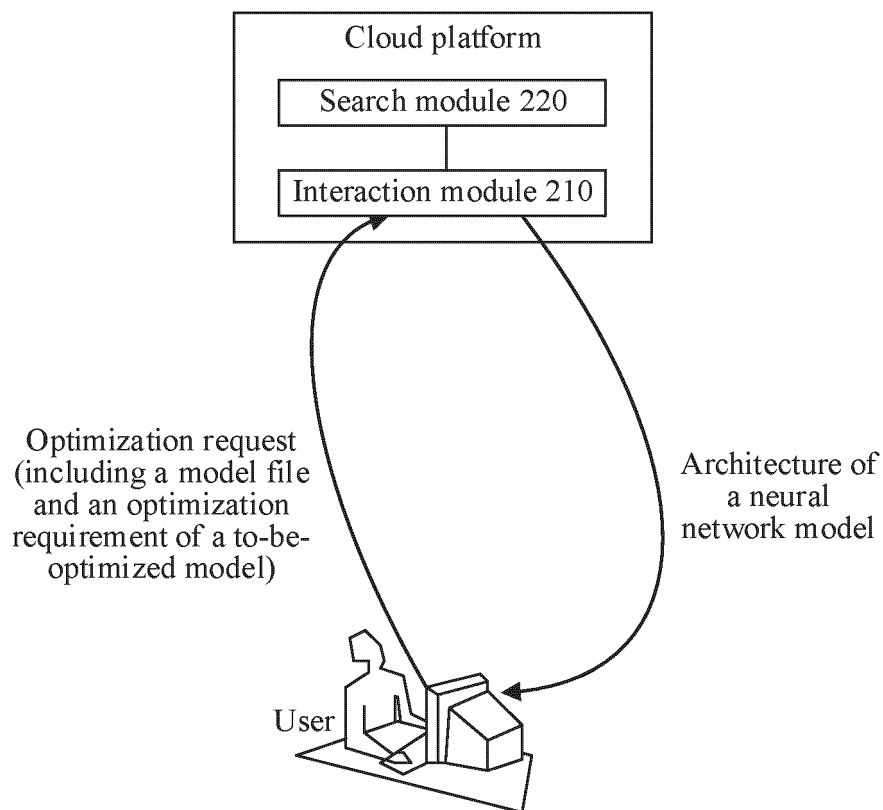 Cloud platform
Search module 220
Interaction module 210
Optimization request
(including a model file
and an optimization
requirement of a to-be-
optimized model)
Architecture of
a neural
network model
User